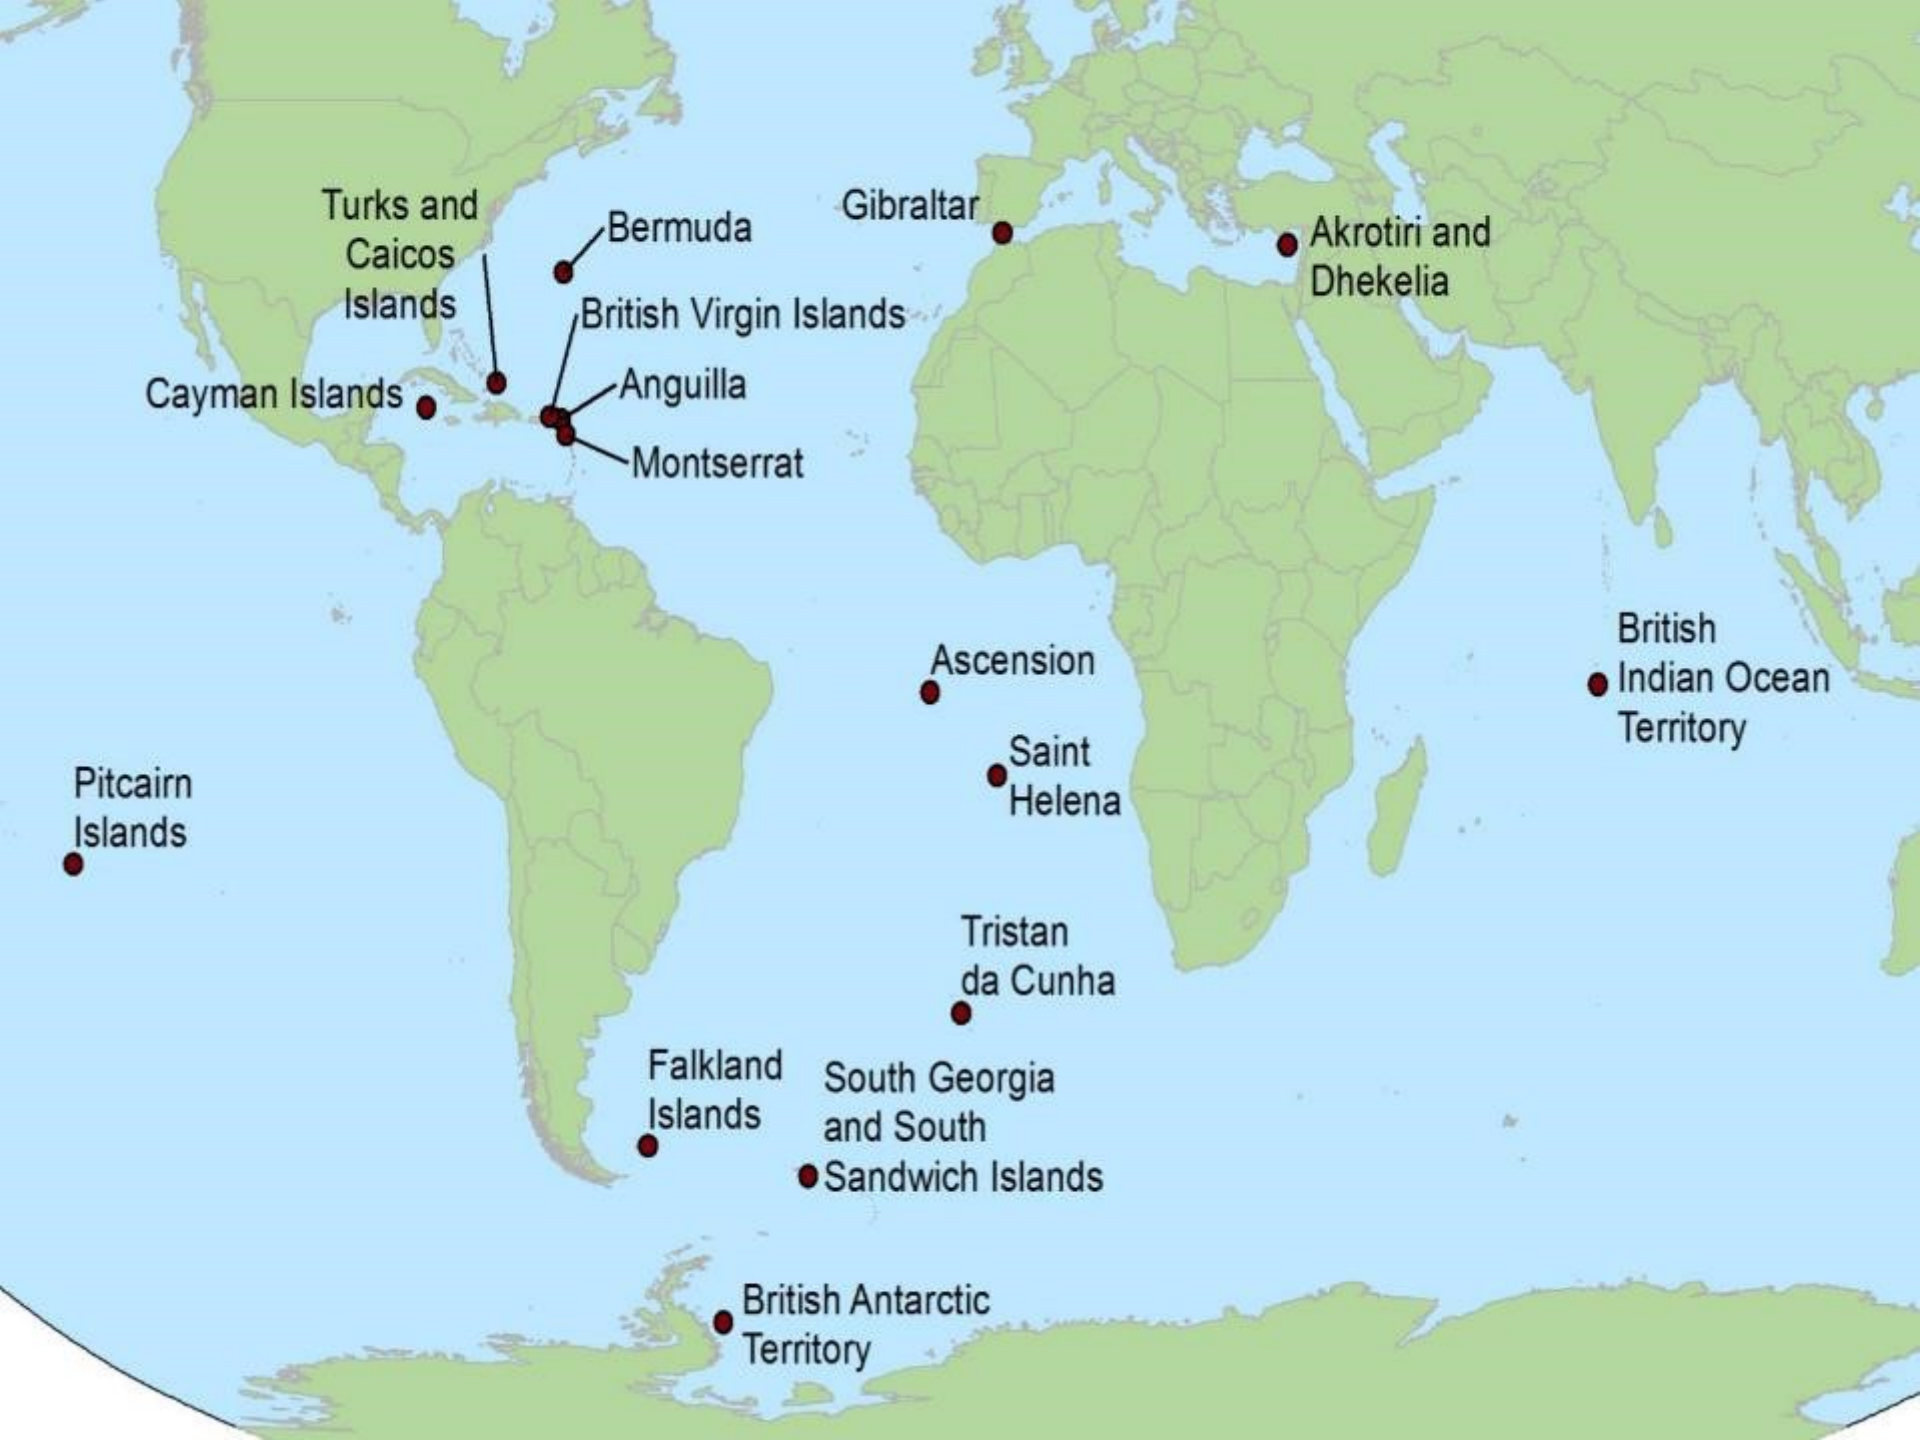 Turks and
Caicos
Islands
Bermuda
Gibraltar
Akrotiri and
Dhekelia
British Virgin Islands
Cayman Islands
Anguilla
Montserrat
Ascension
British
Indian Ocean
Territory
Saint
Helena
Pitcairn
Islands
Tristan
da Cunha
Falkland
Islands
South Georgia
and South
Sandwich Islands
British Antarctic
Territory